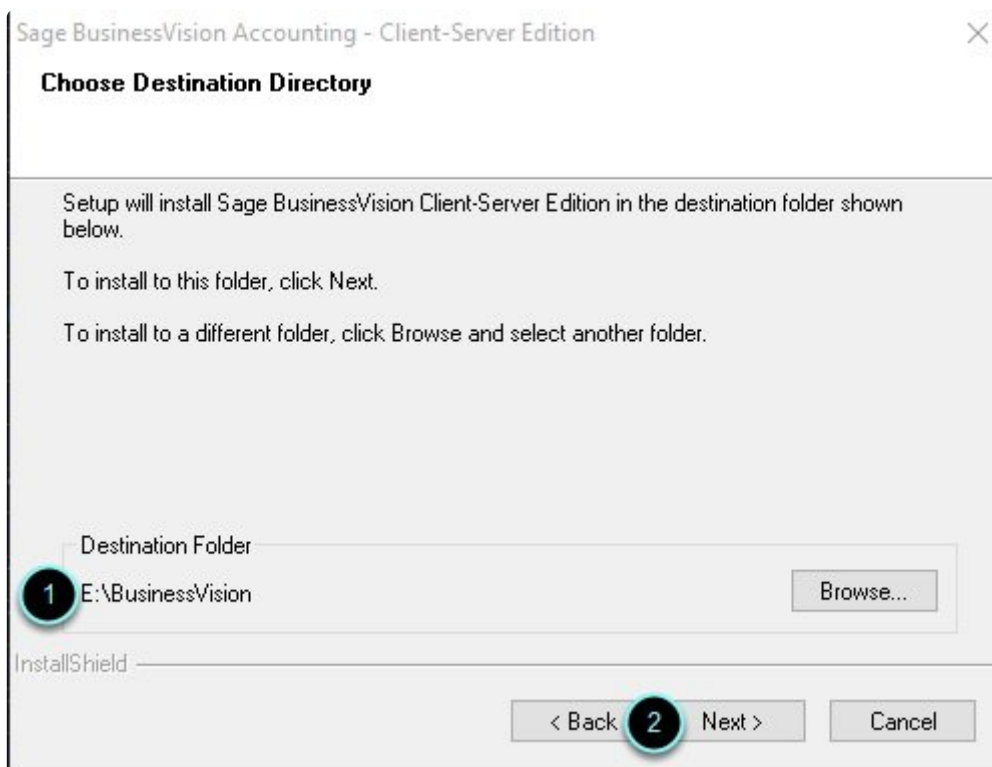 Sage BusinessVision Accounting - Client-Server Edition
Choose Destination Directory
Setup will install Sage BusinessVision Client-Server Edition in the destination folder shown
below.
To install to this folder, click Next.
To install to a different folder, click Browse and select another folder.
Destination Folder
1 E:\BusinessVision Browse...
InstallShield
< Back 2 Next > Cancel